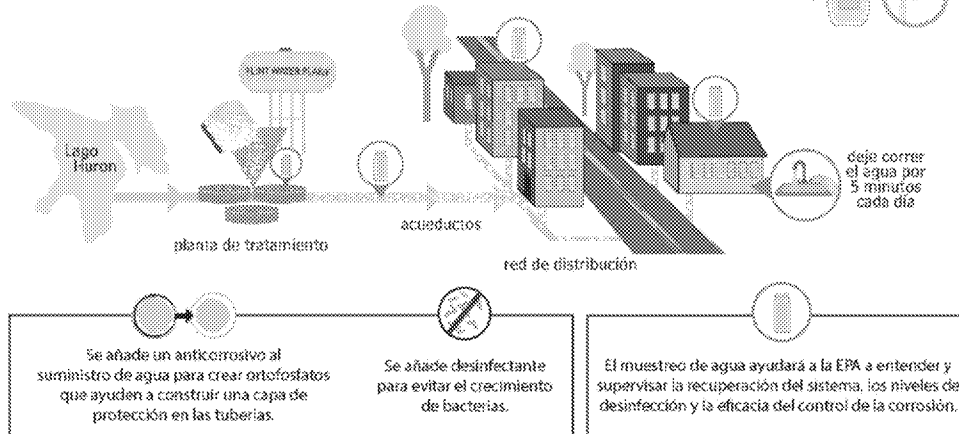 FLINT WATER PLANT
Lago
Huron
deje correr
el agua por
5 minutos
cada día
acueductos
planta de tratamiento
red de distribución
Se añade un anticorrosivo al
suministro de agua para crear ortofosfatos
que ayuden a construir una capa de
protección en las tuberías.
Se añade desinfectante
para evitar el crecimiento
de bacterias.
El muestreo de agua ayudará a la EPA a entender y
supervisar la recuperación del sistema, los niveles de
desinfección y la eficacia del control de la corrosión.